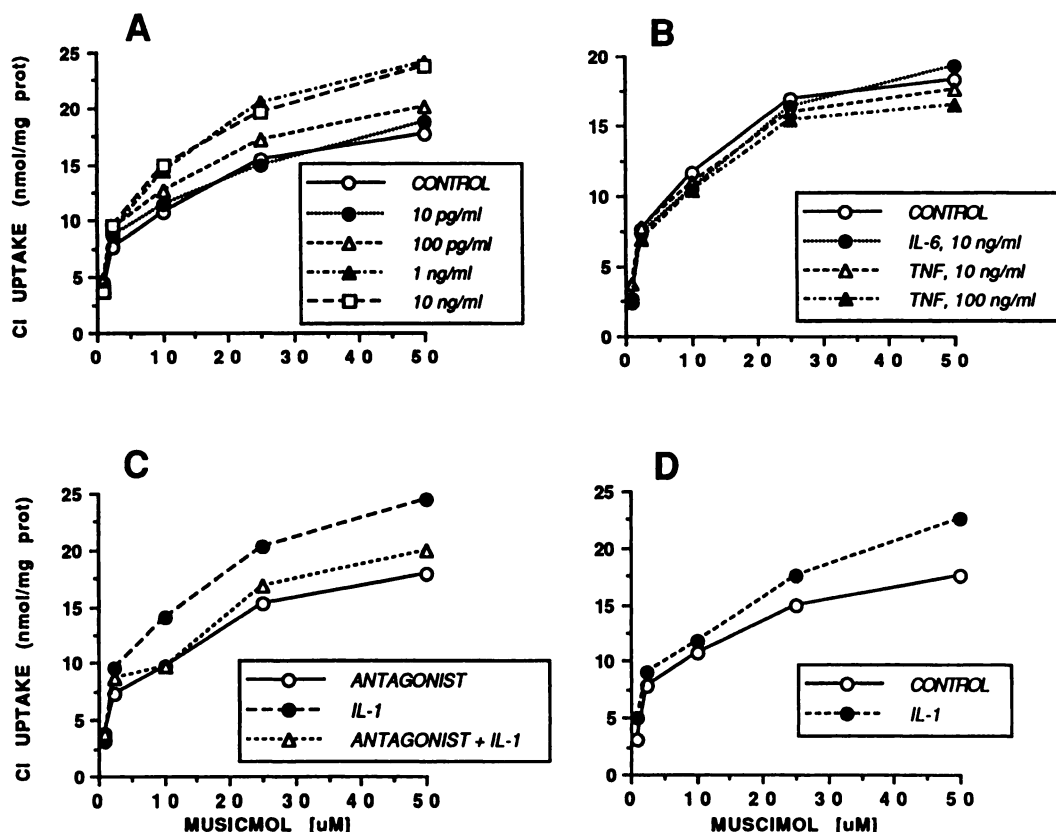 A
Cl UPTAKE (nmol/mg prot)
25
20
15
10
5
0
0 10 20 30 40 50
CONTROL
10 pg/ml
100 pg/ml
1 ng/ml
10 ng/ml
B
20
15
10
5
0
0 10 20 30 40 50
CONTROL
IL-6, 10 ng/ml
TNF, 10 ng/ml
TNF, 100 ng/ml
C
Cl UPTAKE (nmol/mg prot)
25
20
15
10
5
0
0 10 20 30 40 50
MUSICMOL [uM]
ANTAGONIST
IL-1
ANTAGONIST + IL-1
D
25
20
15
10
5
0
0 10 20 30 40 50
MUSCIMOL [uM]
CONTROL
IL-1